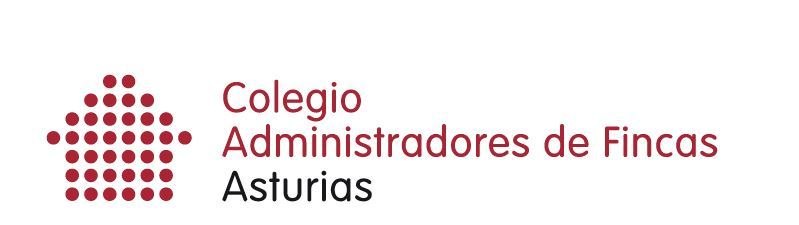 Colegio
Administradores de Fincas
Asturias